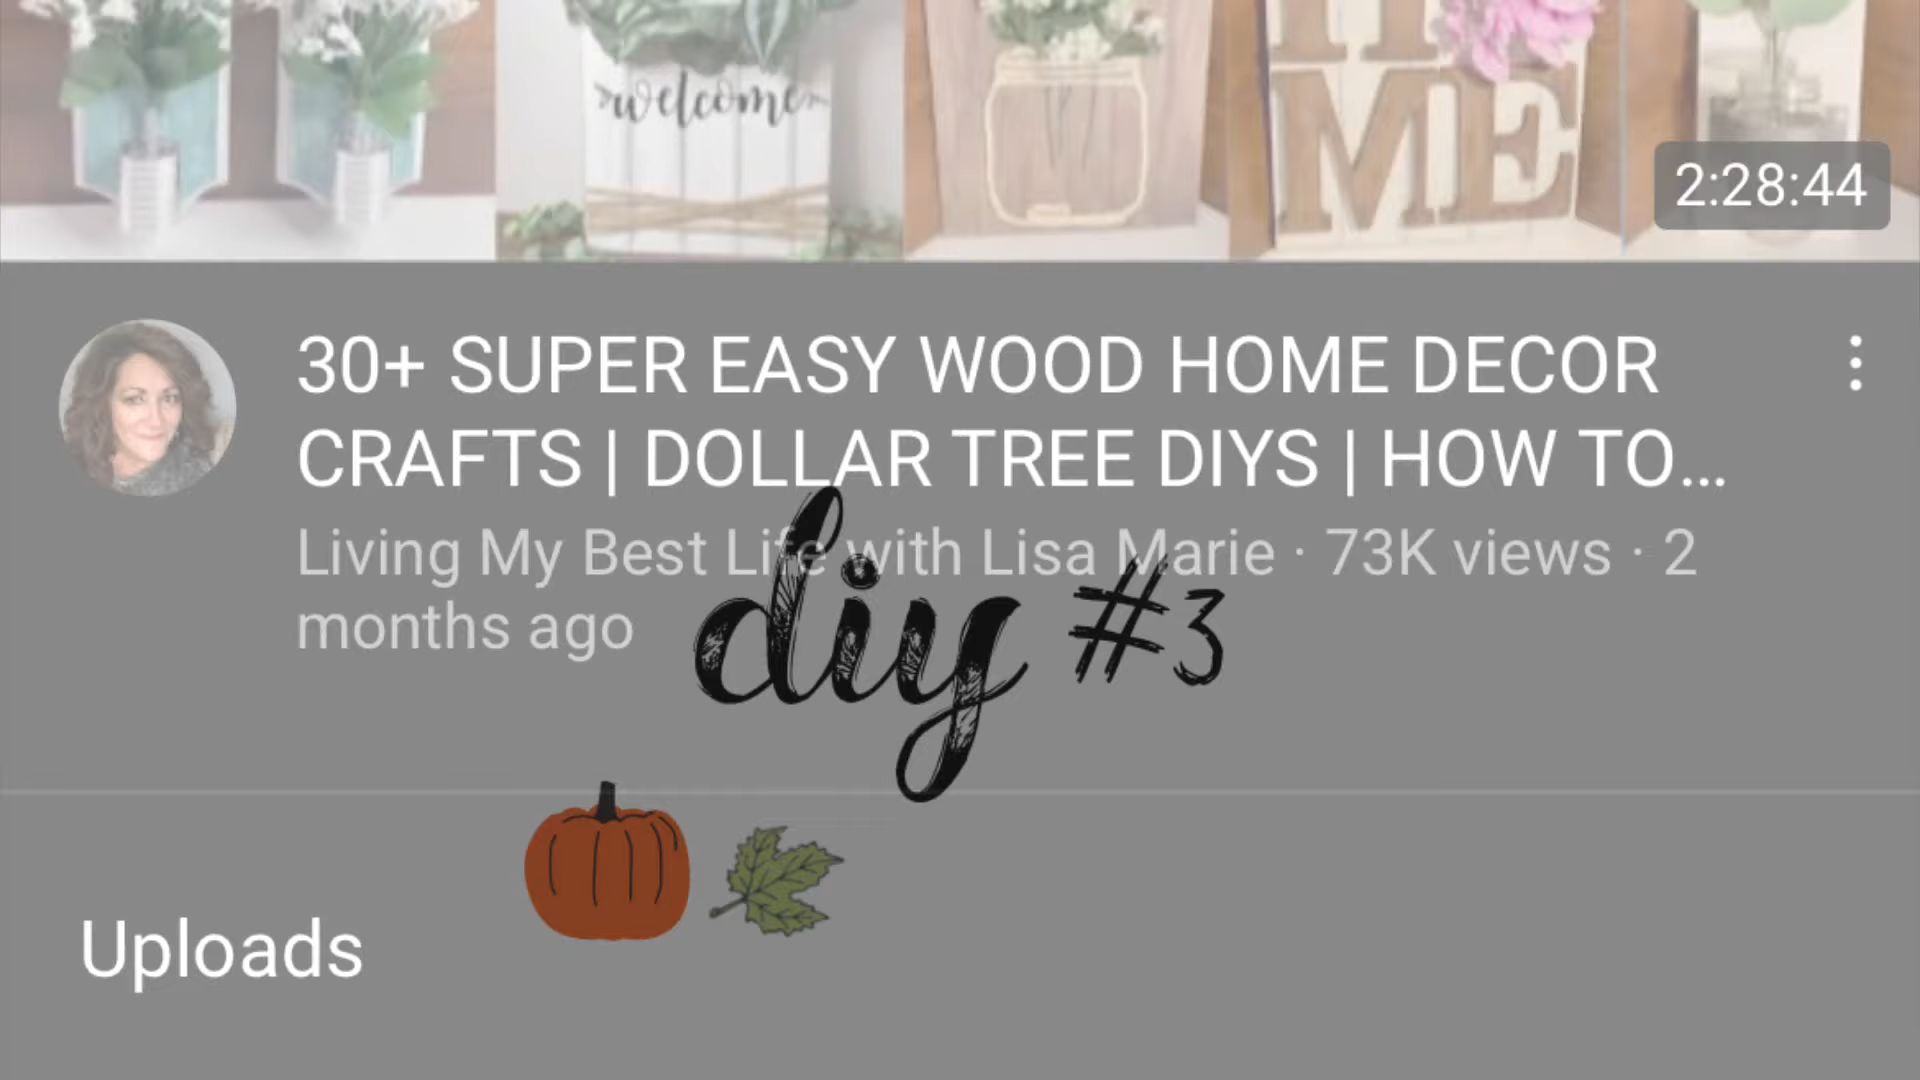 welcome
H
ME
2:28:44
30+ SUPER EASY WOOD HOME DECOR
CRAFTS | DOLLAR TREE DIYS | HOW TO...
Living My Best Life with Lisa Marie · 73K views · 2
months ago
diy #3
Uploads